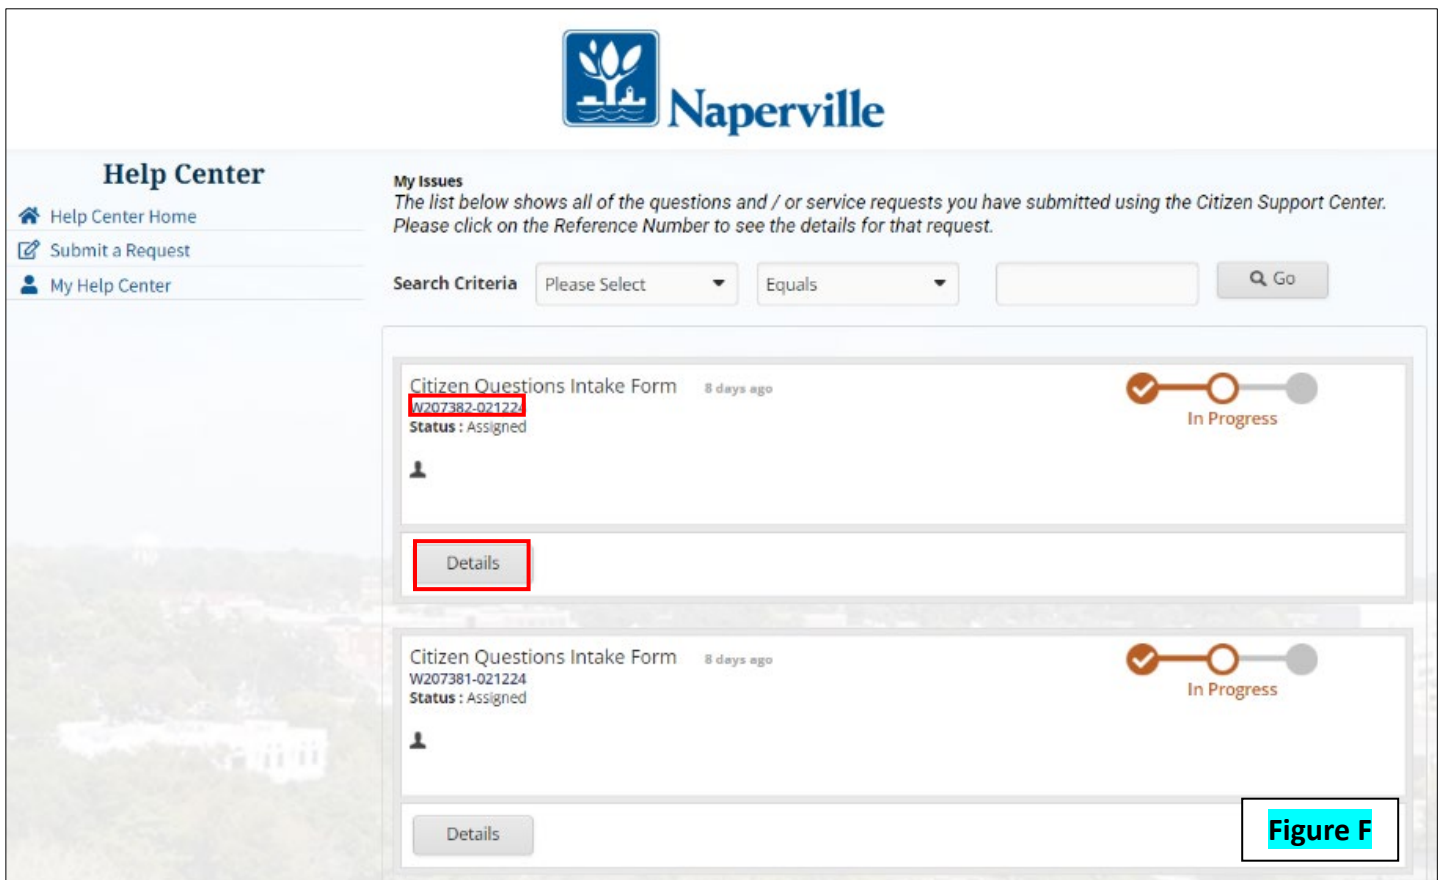 Naperville
Help Center
Help Center Home
Submit a Request
My Help Center
My Issues
The list below shows all of the questions and / or service requests you have submitted using the Citizen Support Center.
Please click on the Reference Number to see the details for that request.
Search Criteria Please Select Equals Go
Citizen Questions Intake Form 8 days ago
W207382-021224
Status : Assigned
In Progress
Details
Citizen Questions Intake Form 8 days ago
W207381-021224
Status : Assigned
In Progress
Details
Figure F